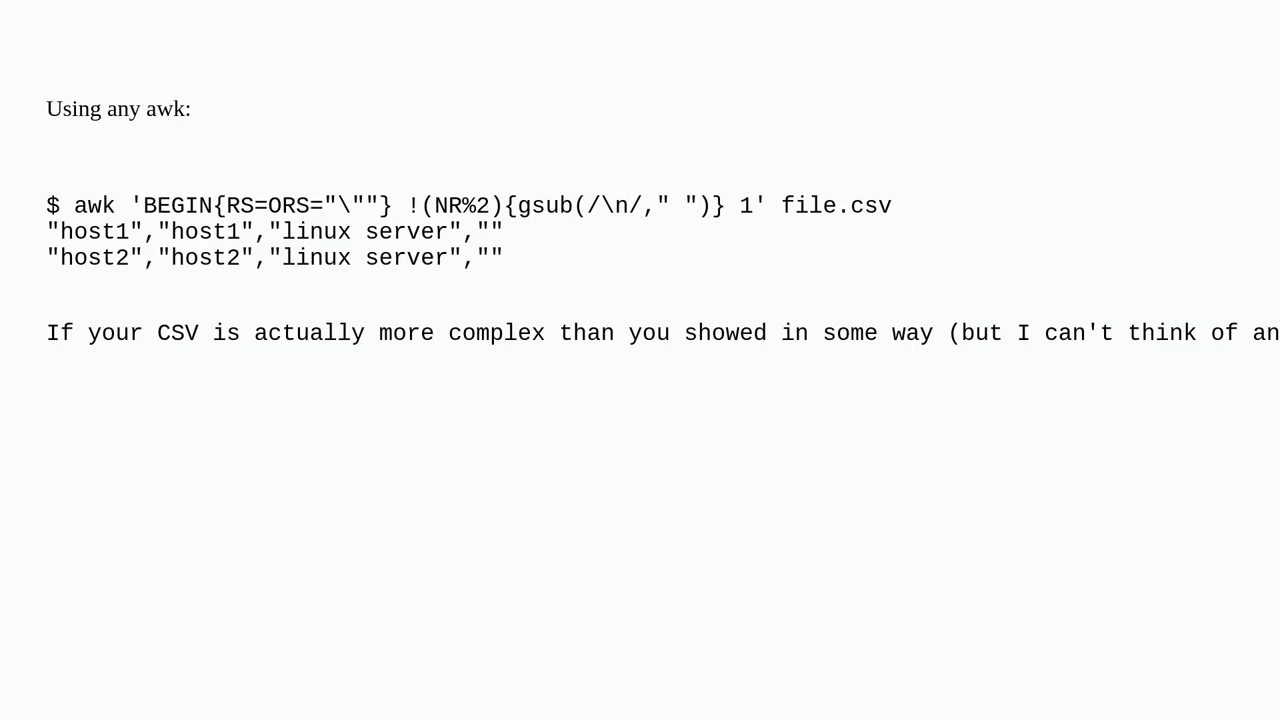 Using any awk:
$ awk 'BEGIN{RS=ORS="\""} !(NR%2){gsub(/\n/," ")} 1' file.csv
"host1","host1","linux server",""
"host2","host2","linux server",""
If your CSV is actually more complex than you showed in some way (but I can't think of an